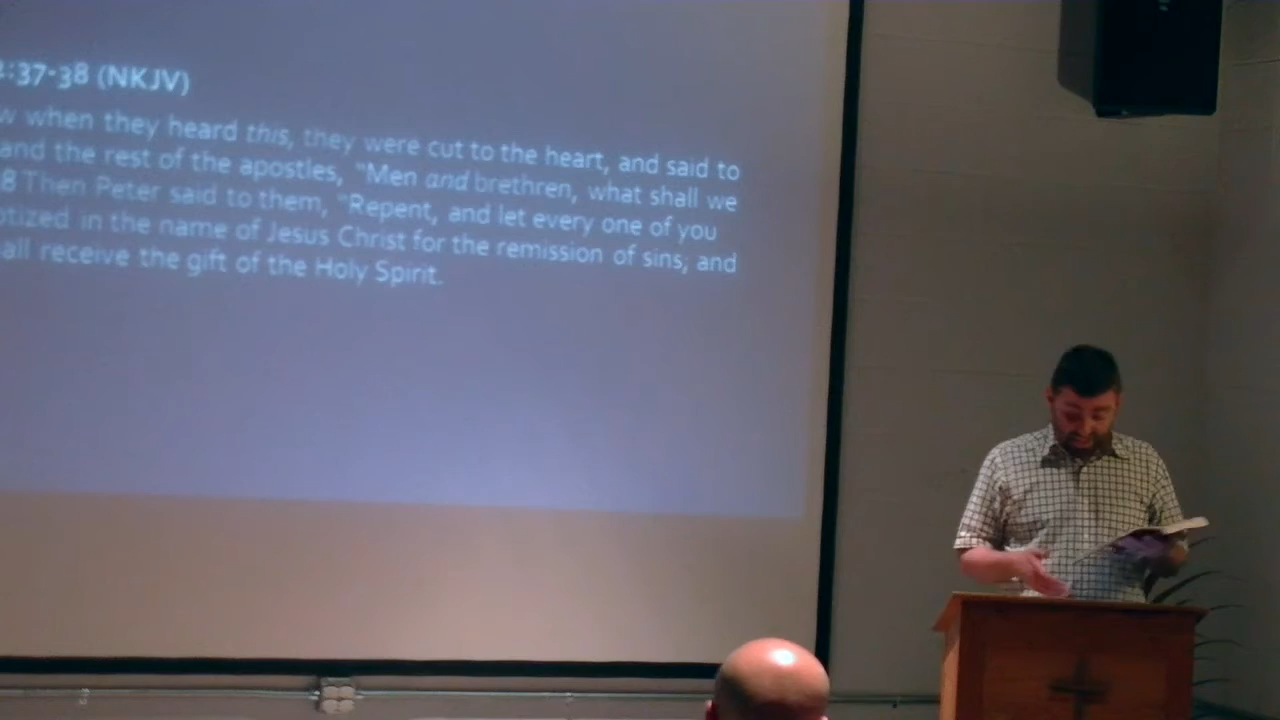 :37-38 (NKJV)
w when they heard this, they were cut to the heart, and said to
and the rest of the apostles, "Men and brethren, what shall we
8 Then Peter said to them, "Repent, and let every one of you
tized in the name of Jesus Christ for the remission of sins; and
all receive the gift of the Holy Spirit.